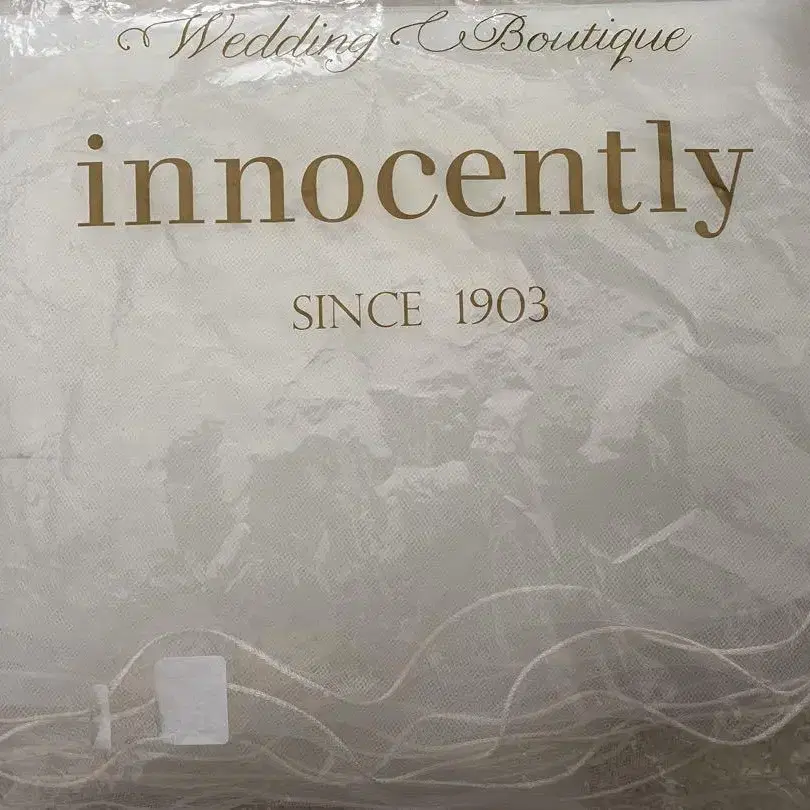 Wedding Boutique
innocently
SINCE 1903